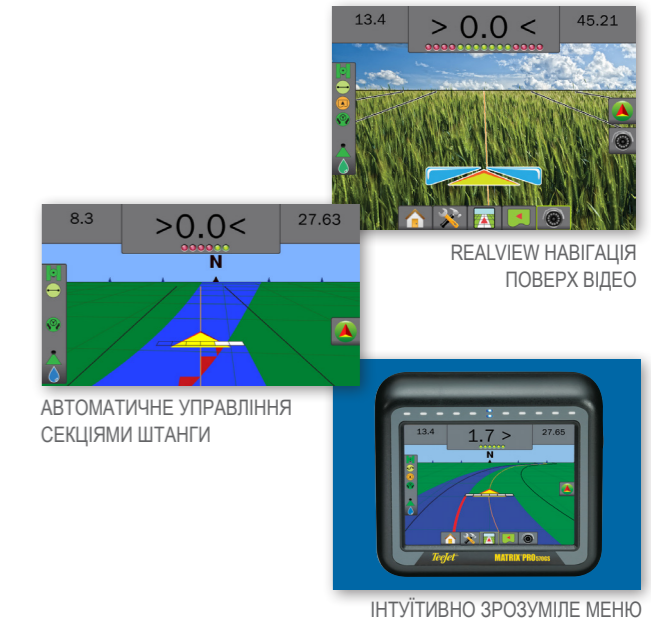 13.4 > 0.0 < 45.21
REALVIEW НАВІГАЦІЯ
ПОВЕРХ ВІДЕО
8.3 >0.0< 27.63
N
АВТОМАТИЧНЕ УПРАВЛІННЯ
СЕКЦІЯМИ ШТАНГИ
13.4 1.7 > 27.65
N
TeeJet MATRIX PRO 570GS
ІНТУЇТИВНО ЗРОЗУМІЛЕ МЕНЮ